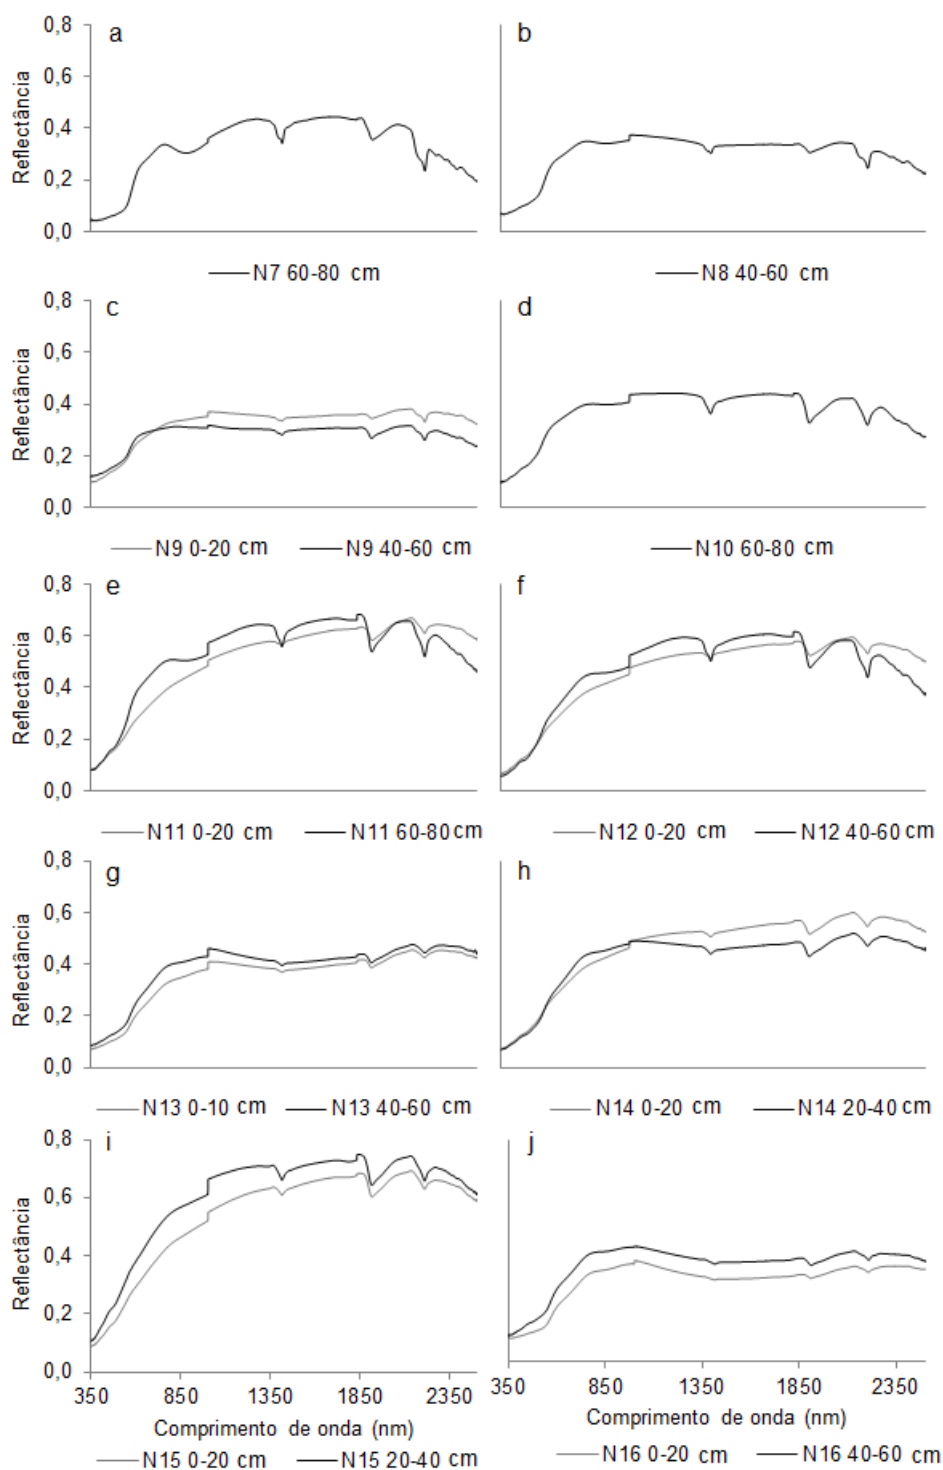 a
b
0,8
0,6
0,4
0,2
0,0
Reflectância
N7 60-80 cm
N8 40-60 cm
c
d
0,8
0,6
0,4
0,2
0,0
Reflectância
N9 0-20 cm
N9 40-60 cm
N10 60-80 cm
e
f
0,8
0,6
0,4
0,2
0,0
Reflectância
N11 0-20 cm
N11 60-80 cm
N12 0-20 cm
N12 40-60 cm
g
h
0,8
0,6
0,4
0,2
0,0
Reflectância
N13 0-10 cm
N13 40-60 cm
N14 0-20 cm
N14 20-40 cm
i
j
0,8
0,6
0,4
0,2
0,0
Reflectância
350 850 1350 1850 2350
350 850 1350 1850 2350
Comprimento de onda (nm)
Comprimento de onda (nm)
N15 0-20 cm
N15 20-40 cm
N16 0-20 cm
N16 40-60 cm